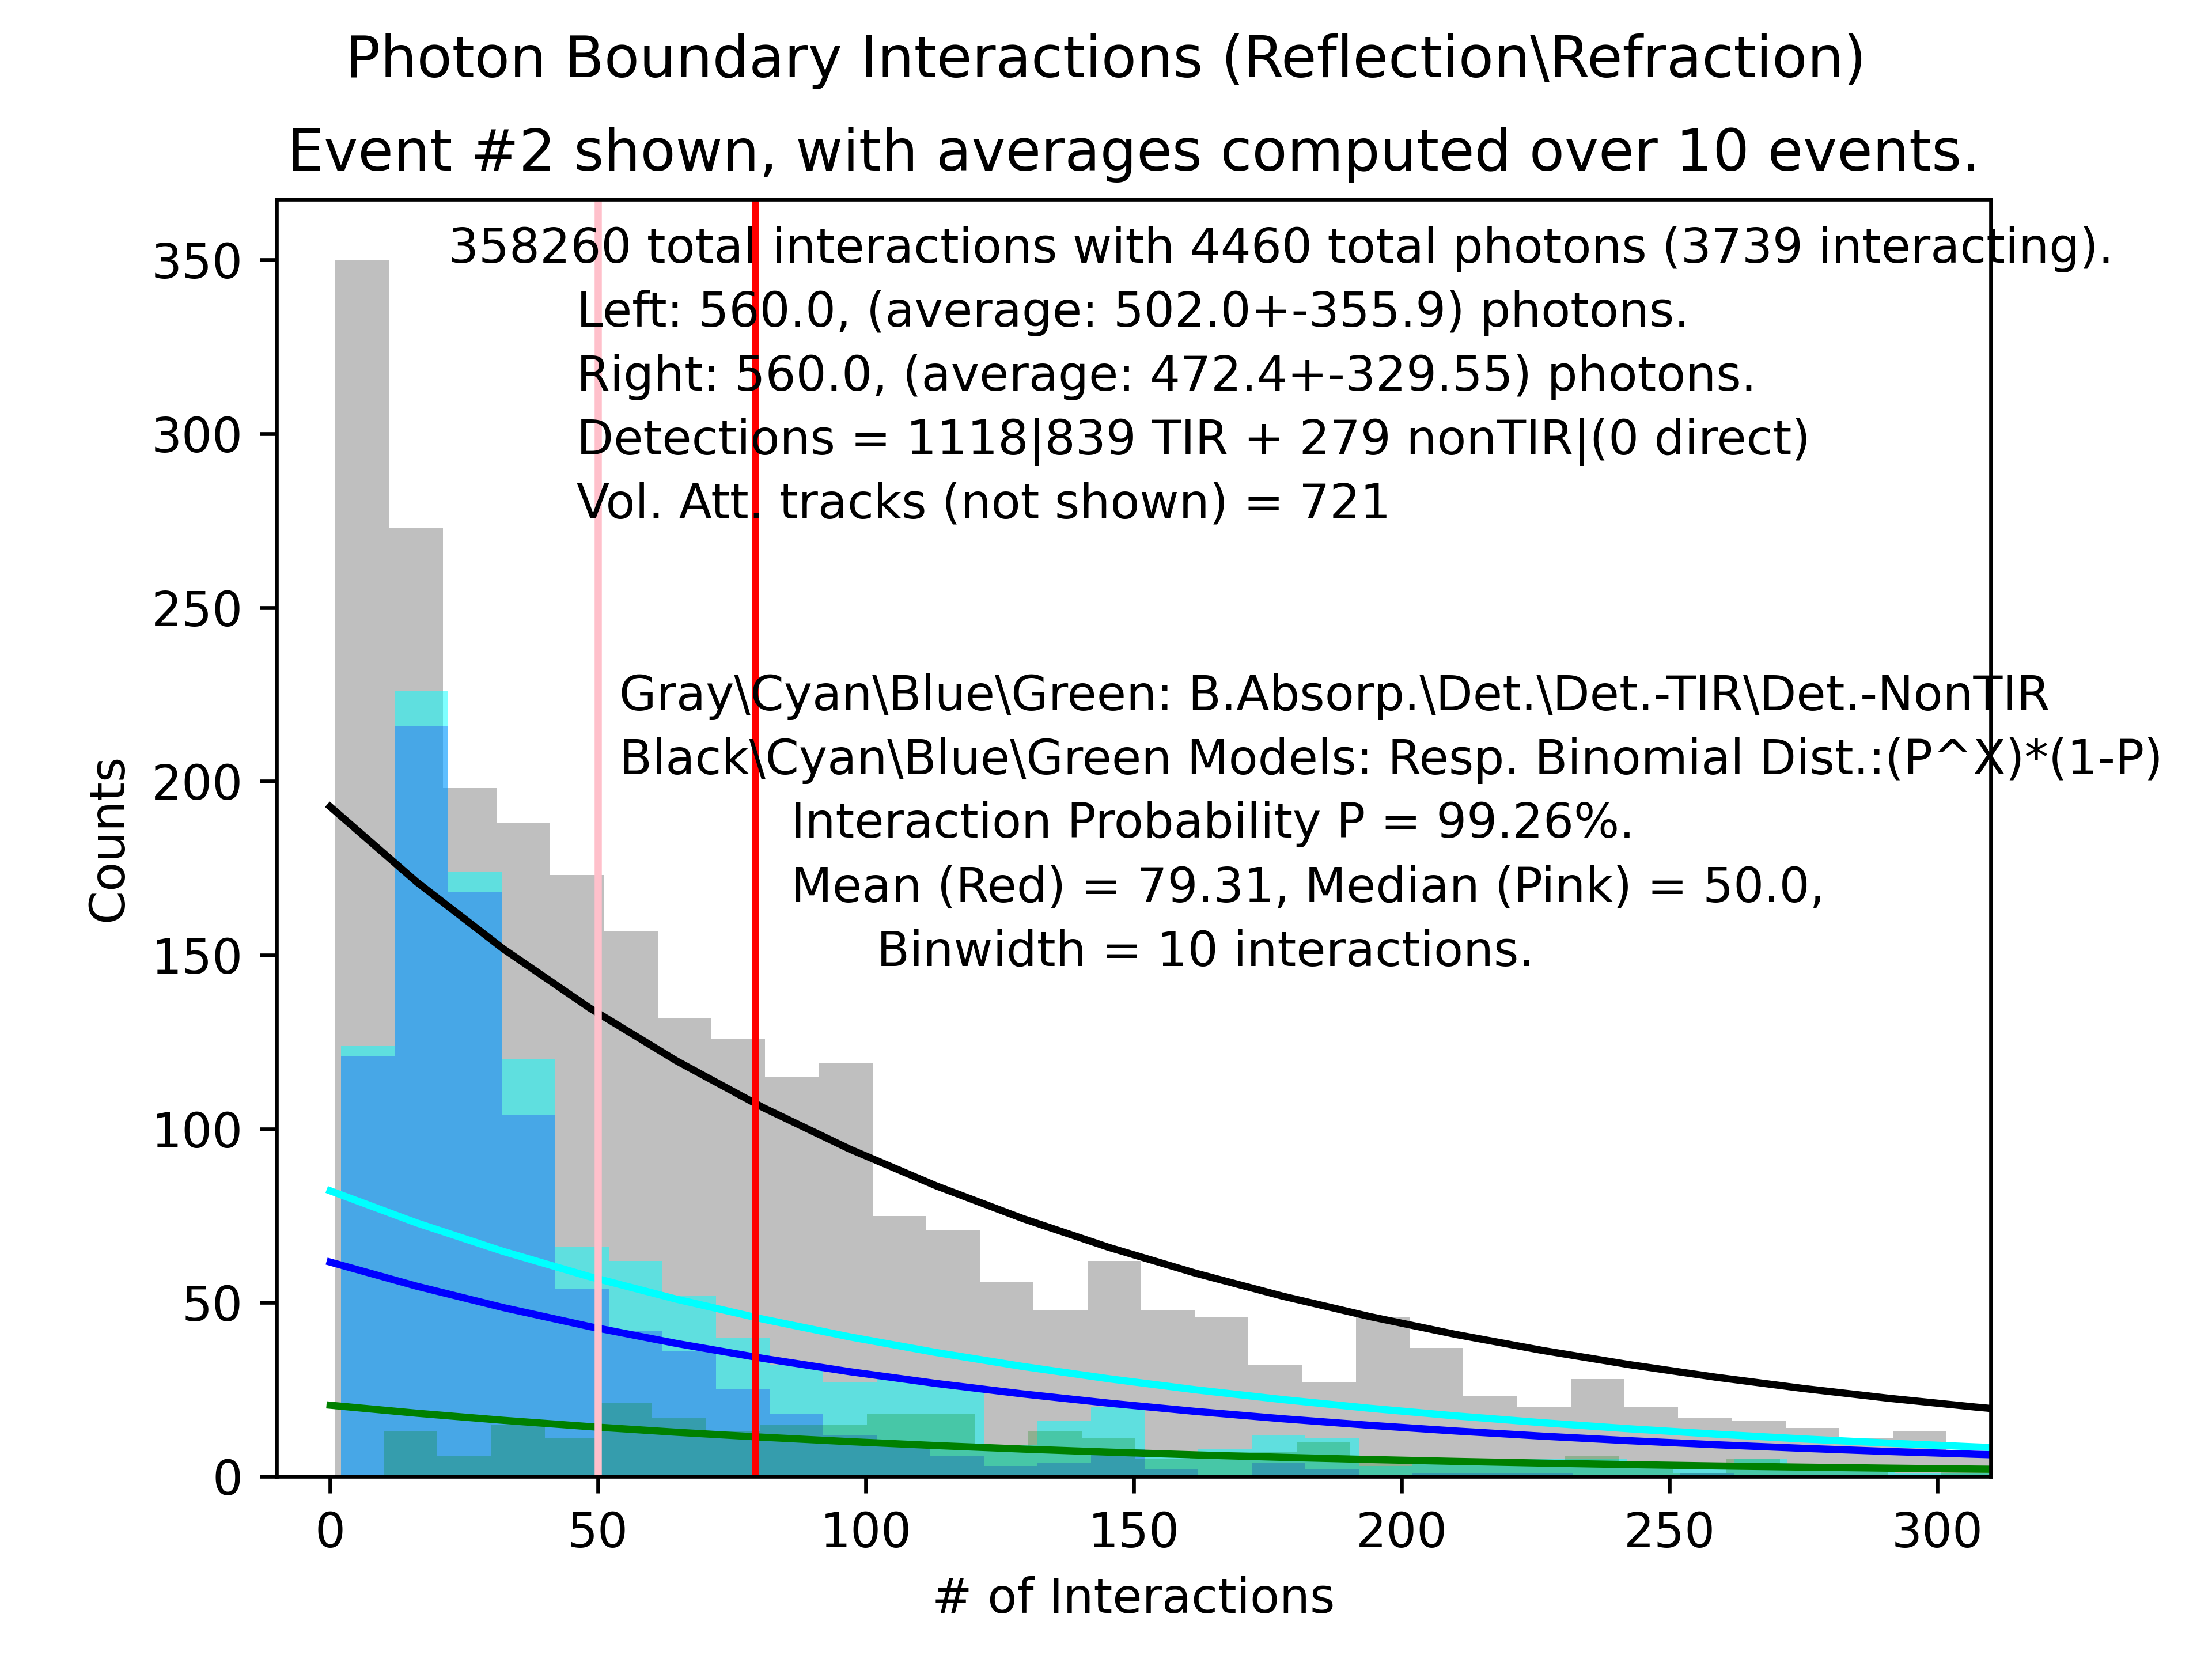 Photon Boundary Interactions (Reflection\Refraction)
Event #2 shown, with averages computed over 10 events.
358260 total interactions with 4460 total photons (3739 interacting).
Left: 560.0, (average: 502.0+-355.9) photons.
Right: 560.0, (average: 472.4+-329.55) photons.
Detections = 1118|839 TIR + 279 nonTIR|(0 direct)
Vol. Att. tracks (not shown) = 721
Gray\Cyan\Blue\Green: B.Absorp.\Det.\Det.-TIR\Det.-NonTIR
Black\Cyan\Blue\Green Models: Resp. Binomial Dist.:(P^X)*(1-P)
Interaction Probability P = 99.26%.
Mean (Red) = 79.31, Median (Pink) = 50.0,
Binwidth = 10 interactions.
Counts
350
300
250
200
150
100
50
0
0 50 100 150 200 250 300
# of Interactions